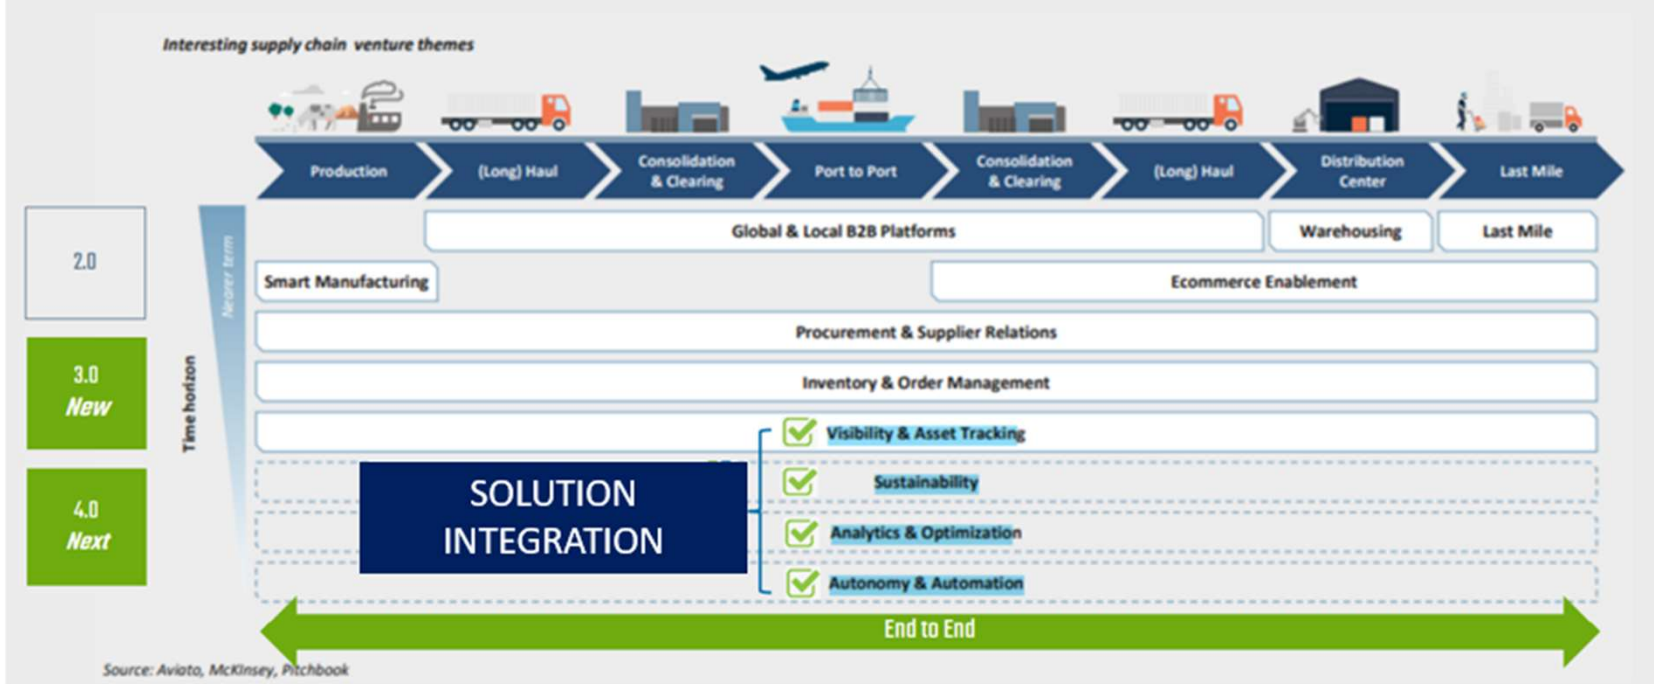 Interesting supply chain venture themes
Production
(Long) Haul
Consolidation
& Clearing
Port to Port
Consolidation
& Clearing
(Long) Haul
Distribution
Center
Last Mile
2.0
3.0
New
4.0
Next
Time horizon
Nearer term
Global & Local B2B Platforms
Warehousing
Last Mile
Smart Manufacturing
Ecommerce Enablement
Procurement & Supplier Relations
Inventory & Order Management
Visibility & Asset Tracking
SOLUTION
INTEGRATION
Sustainability
Analytics & Optimization
Autonomy & Automation
End to End
Source: Aviato, McKInsey, Pitchbook